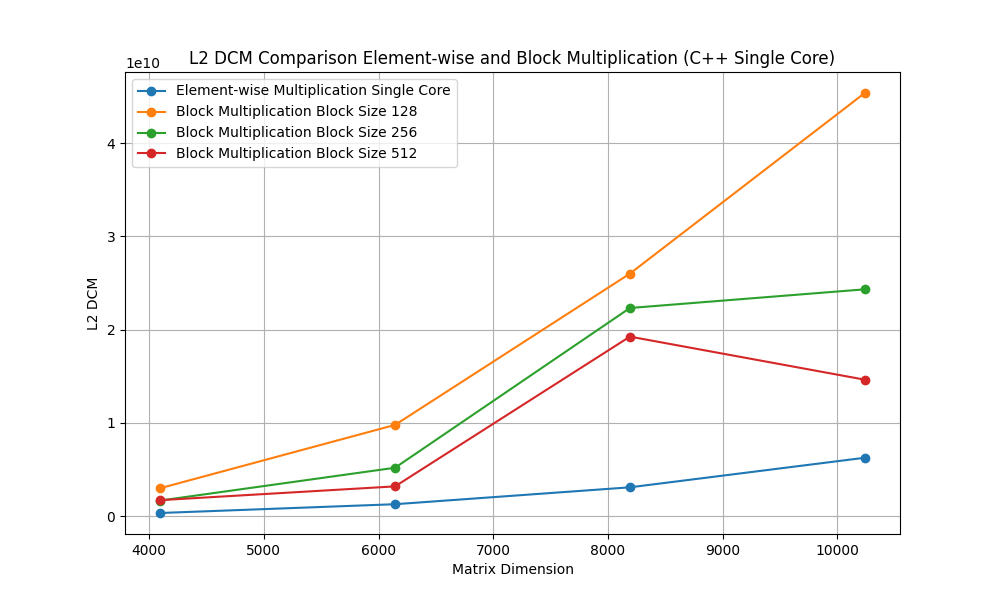 L2 DCM Comparison Element-wise and Block Multiplication (C++ Single Core)
1e10
Element-wise Multiplication Single Core
Block Multiplication Block Size 128
Block Multiplication Block Size 256
Block Multiplication Block Size 512
4
3
2
1
0
L2 DCM
4000 5000 6000 7000 8000 9000 10000
Matrix Dimension